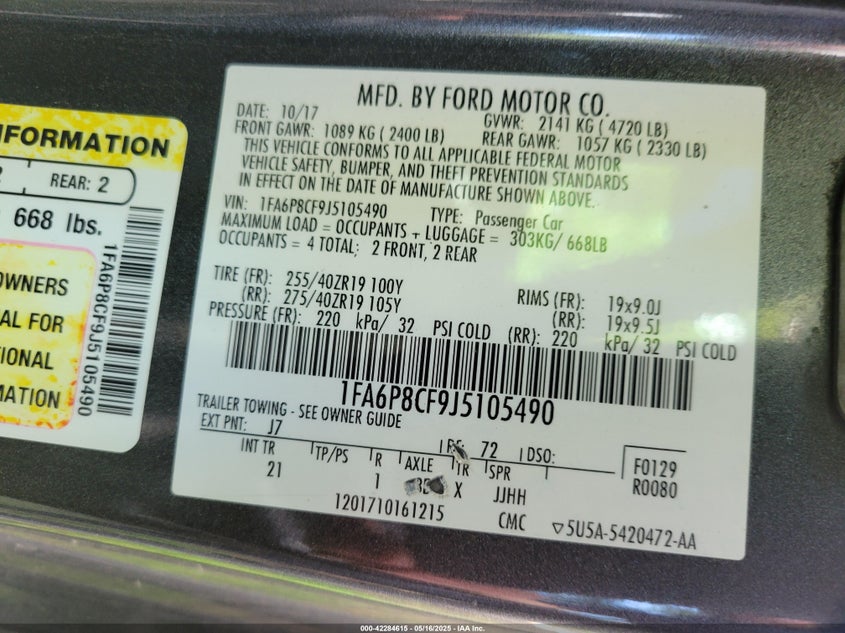 NFORMATION
2 REAR: 2
668 lbs.
1FA6P8CF9J5105490
OWNERS
AL FOR
TIONAL
MATION
MFD. BY FORD MOTOR CO.
DATE: 10/17 GVWR: 2141 KG ( 4720 LB)
FRONT GAWR: 1089 KG ( 2400 LB) REAR GAWR: 1057 KG ( 2330 LB)
THIS VEHICLE CONFORMS TO ALL APPLICABLE FEDERAL MOTOR
VEHICLE SAFETY, BUMPER, AND THEFT PREVENTION STANDARDS
IN EFFECT ON THE DATE OF MANUFACTURE SHOWN ABOVE.
VIN: 1FA6P8CF9J5105490 TYPE: Passenger Car
MAXIMUM LOAD = OCCUPANTS + LUGGAGE = 303KG/ 668LB
OCCUPANTS = 4 TOTAL; 2 FRONT, 2 REAR
TIRE (FR): 255/40ZR19 100Y RIMS (FR): 19x9.0J
(RR): 275/40ZR19 105Y (RR): 19x9.5J
PRESSURE (FR): 220 kPa/ 32 PSI COLD (RR): 220 kPa/ 32 PSI COLD
1FA6P8CF9J5105490
TRAILER TOWING - SEE OWNER GUIDE
EXT PNT: J7 72 DSO: F0129
INT TR TP/PS R AXLE TR SPR R0080
21 1 X JJHH
1201710161215 CMC ▽5U5A-5420472-AA
000-42284615 - 05/16/2025 - IAA Inc.